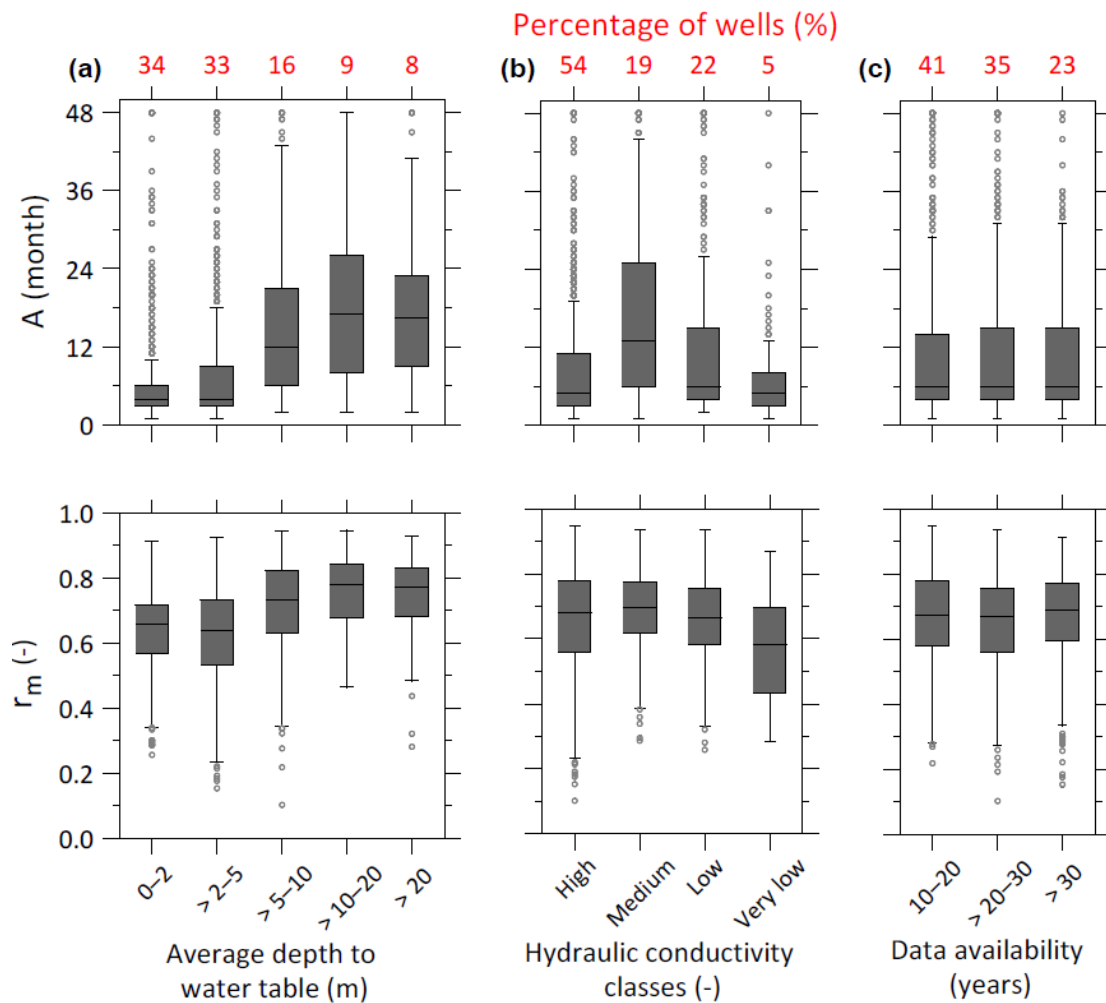 Percentage of wells (%)
(a) 34 33 16 9 8 (b) 54 19 22 5 (c) 41 35 23
48
36
24
12
0
A (month)
1.0
0.8
0.6
0.4
0.2
0.0
rₘ (-)
0–2 > 2–5 > 5–10 > 10–20 > 20
High Medium Low Very low
10–20 > 20–30 > 30
Average depth to
water table (m)
Hydraulic conductivity
classes (-)
Data availability
(years)